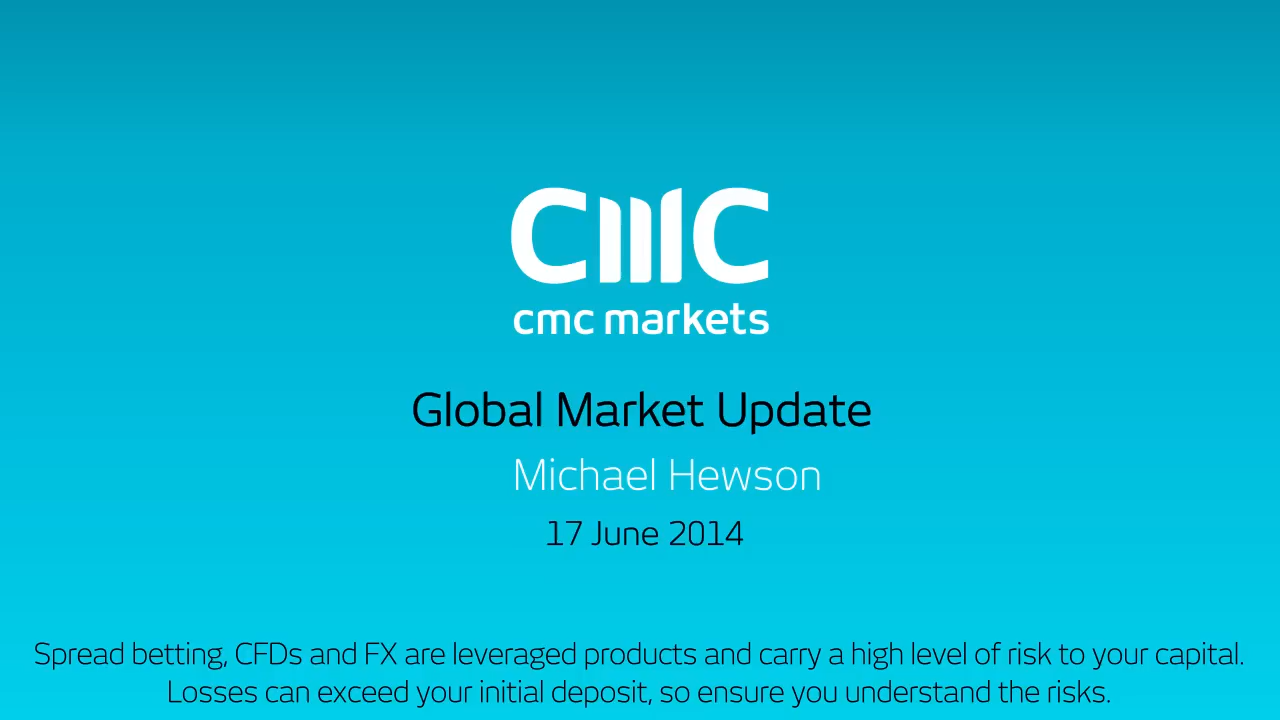 CMC
cmc markets
Global Market Update
Michael Hewson
17 June 2014
Spread betting, CFDs and FX are leveraged products and carry a high level of risk to your capital.
Losses can exceed your initial deposit, so ensure you understand the risks.